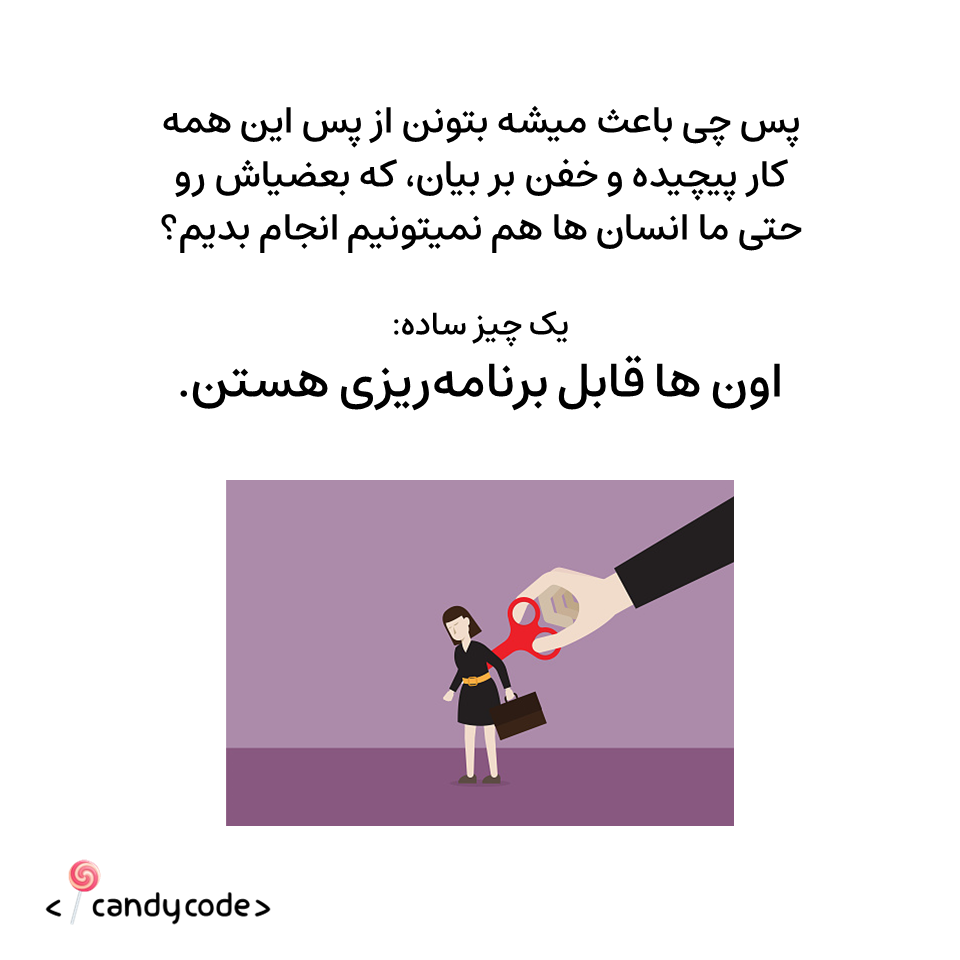 پس چی باعث میشه بتونن از پس این همه
کار پیچیده و خفن بر بیان، که بعضیاش رو
حتی ما انسان ها هم نمیتونیم انجام بدیم؟
یک چیز ساده:
اون ها قابل برنامه‌ریزی هستن.
< candycode >